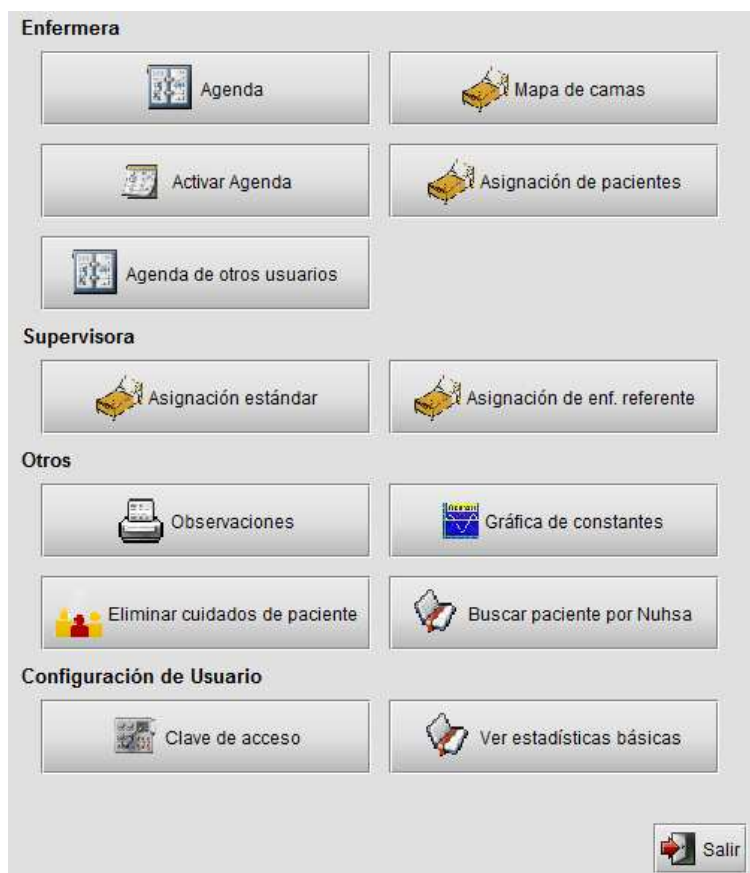 Enfermera
Agenda
Mapa de camas
Activar Agenda
Asignación de pacientes
Agenda de otros usuarios
Supervisora
Asignación estándar
Asignación de enf. referente
Otros
Observaciones
Gráfica de constantes
Eliminar cuidados de paciente
Buscar paciente por Nuhsa
Configuración de Usuario
Clave de acceso
Ver estadísticas básicas
Salir